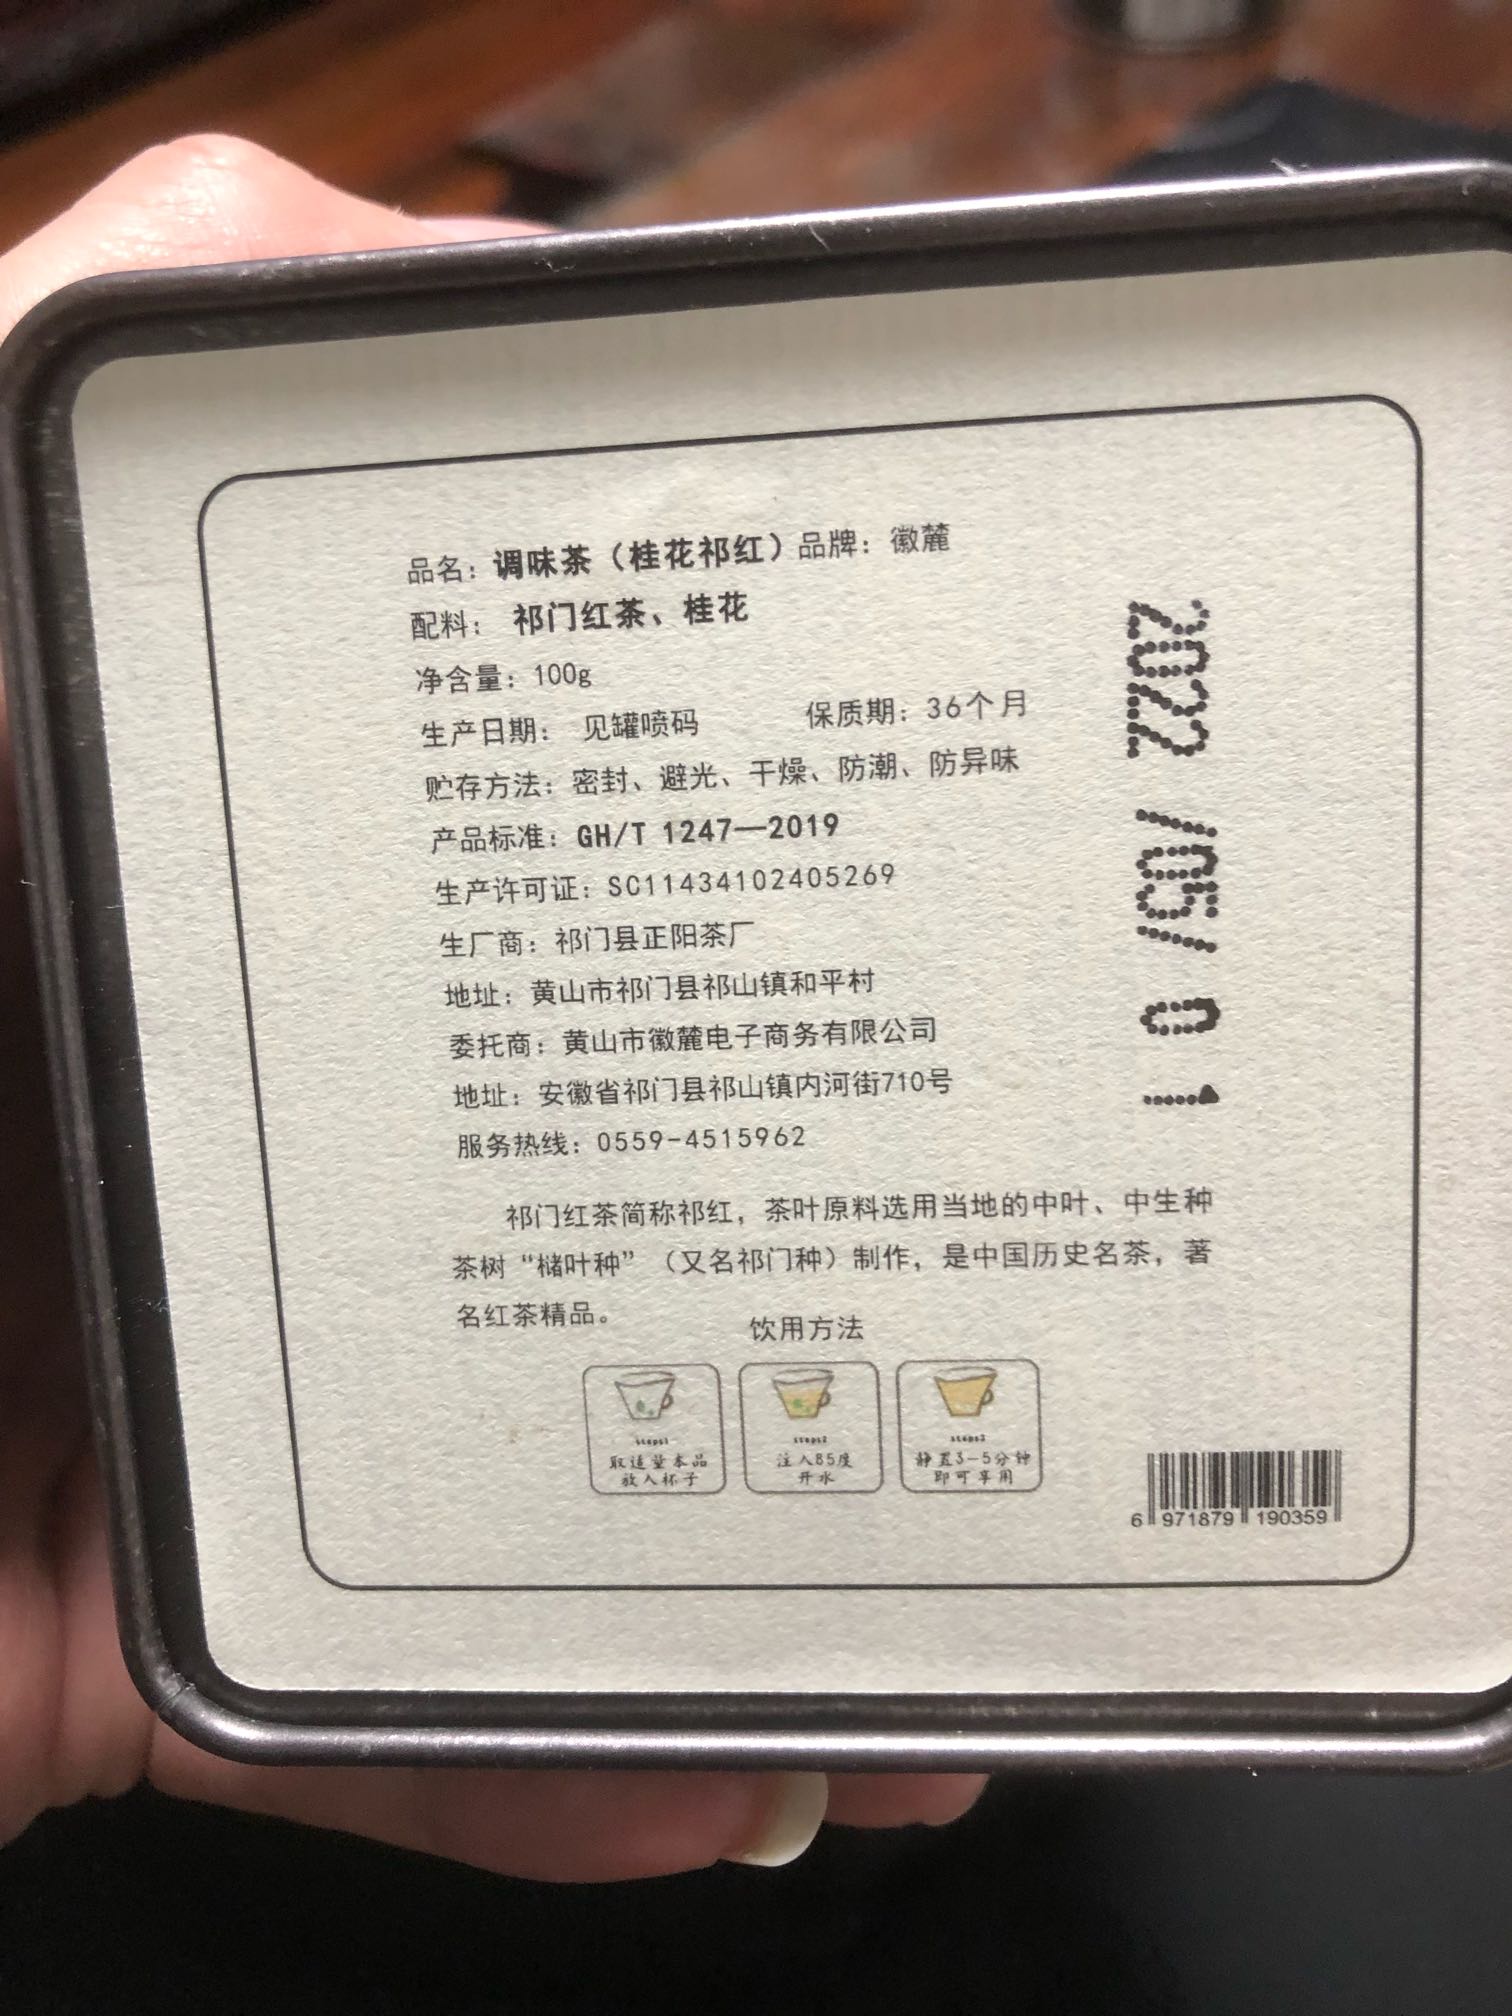 品名：调味茶（桂花祁红）品牌：徽麓
配料： 祁门红茶、桂花
净含量：100g
生产日期： 见罐喷码 保质期：36个月
贮存方法：密封、避光、干燥、防潮、防异味
产品标准：GH/T 1247—2019
生产许可证：SC11434102405269
生厂商：祁门县正阳茶厂
地址：黄山市祁门县祁山镇和平村
委托商：黄山市徽麓电子商务有限公司
地址：安徽省祁门县祁山镇内河街710号
服务热线：0559-4515962
祁门红茶简称祁红，茶叶原料选用当地的中叶、中生种
茶树“槠叶种”（又名祁门种）制作，是中国历史名茶，著
名红茶精品。
饮用方法
steps1
取适量本品
放入杯子
steps2
注入85度
开水
steps3
静置3-5分钟
即可享用
2022/05/01
6 971879 190359